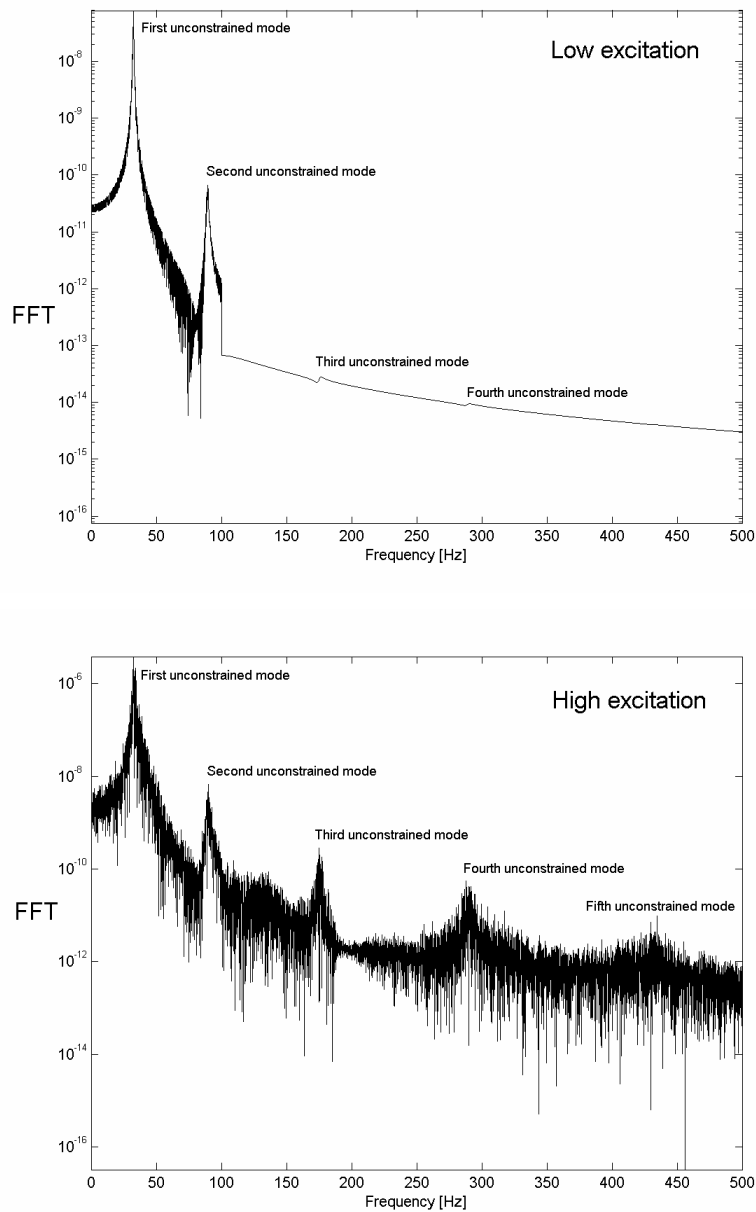 First unconstrained mode
Low excitation
10^-8
10^-9
10^-10
Second unconstrained mode
10^-11
10^-12
FFT
10^-13
Third unconstrained mode
Fourth unconstrained mode
10^-14
10^-15
10^-16
0 50 100 150 200 250 300 350 400 450 500
Frequency [Hz]
10^-6
First unconstrained mode
High excitation
Second unconstrained mode
10^-8
Third unconstrained mode
10^-10
Fourth unconstrained mode
Fifth unconstrained mode
FFT
10^-12
10^-14
10^-16
0 50 100 150 200 250 300 350 400 450 500
Frequency [Hz]